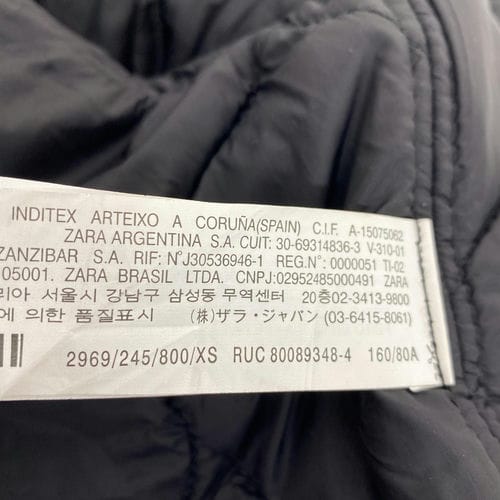 INDITEX ARTEIXO A CORUÑA(SPAIN) C.I.F. A-15075062
ZARA ARGENTINA S.A. CUIT: 30-69314836-3 V-310-01
ZANZIBAR S.A. RIF: N°J30536946-1 REG.N°: 0000051 TI-02
05001. ZARA BRASIL LTDA. CNPJ:02952485000491 ZARA
리아 서울시 강남구 삼성동 무역센터 20층02-3413-9800
에 의한 품질표시 (株)ザラ・ジャパン (03-6415-8061)
2969/245/800/XS RUC 80089348-4 160/80A